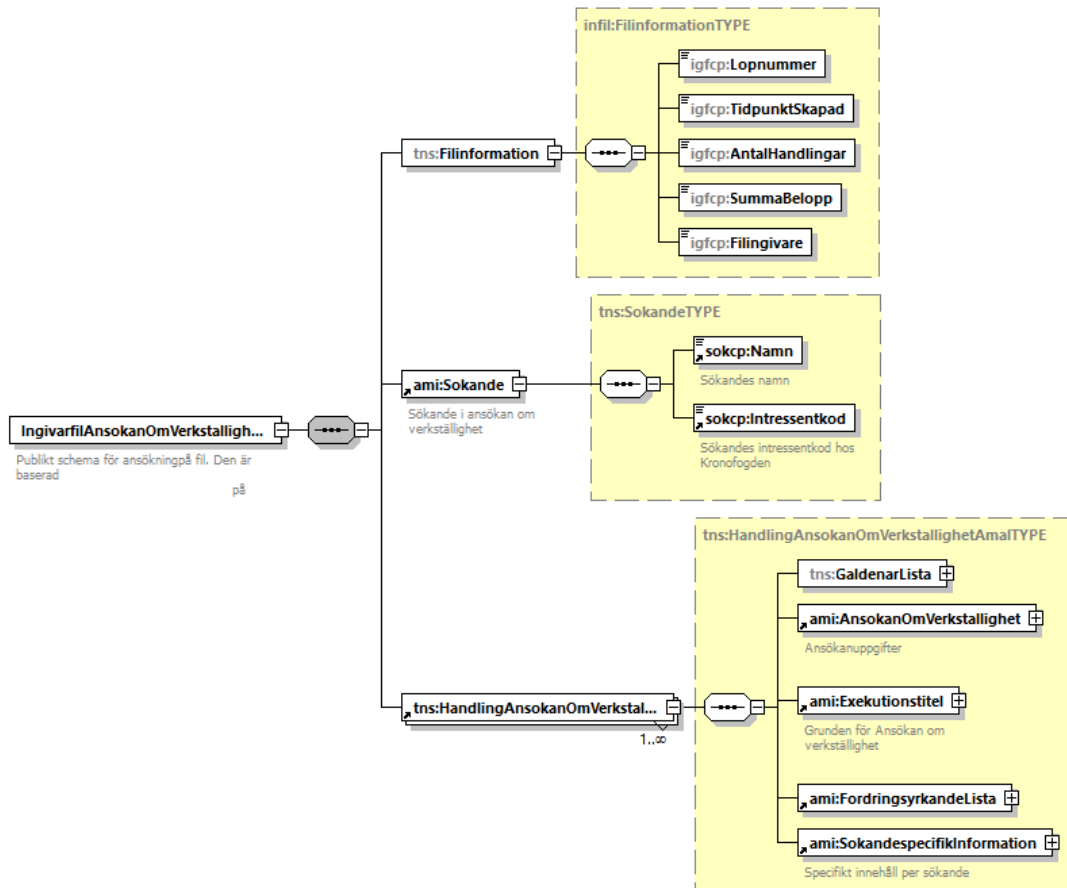 infil:FilinformationTYPE
igfcp:Lopnummer
igfcp:TidpunktSkapad
tns:Filinformation
igfcp:AntalHandlingar
igfcp:SummaBelopp
igfcp:Filingivare
tns:SokandeTYPE
sokcp:Namn
Sökandes namn
ami:Sokande
Sökande i ansökan om
verkställighet
sokcp:Intressentkod
Sökandes intressentkod hos
Kronofogden
IngivarfilAnsokanOmVerkstalligh...
Publikt schema för ansökningpå fil. Den är
baserad
på
tns:HandlingAnsokanOmVerkstallighetAmalTYPE
tns:GaldenarLista
ami:AnsokanOmVerkstallighet
Ansökanuppgifter
tns:HandlingAnsokanOmVerkstal...
1..∞
ami:Exekutionstitel
Grunden för Ansökan om
verkställighet
ami:FordringsyrkandeLista
ami:SokandespecifikInformation
Specifikt innehåll per sökande